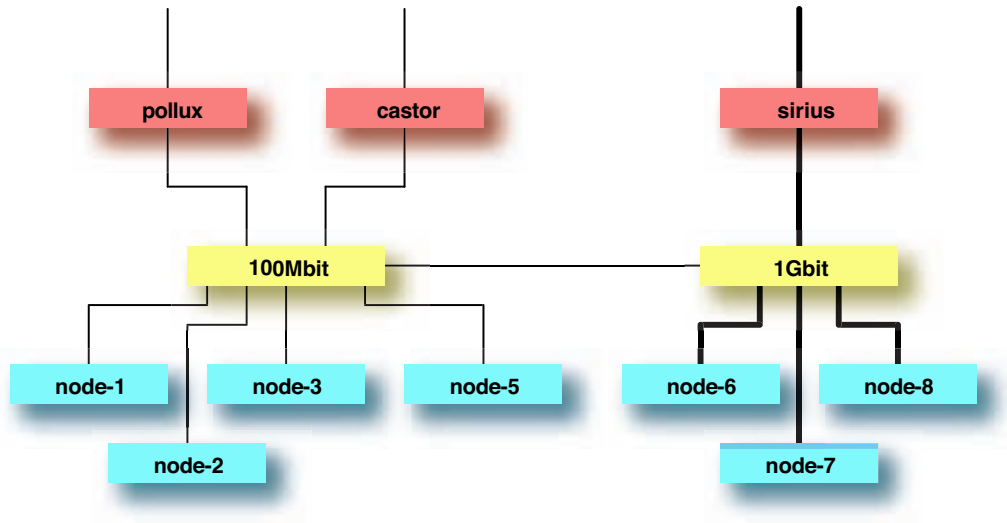 pollux
castor
sirius
100Mbit
1Gbit
node-1
node-3
node-5
node-6
node-8
node-2
node-7